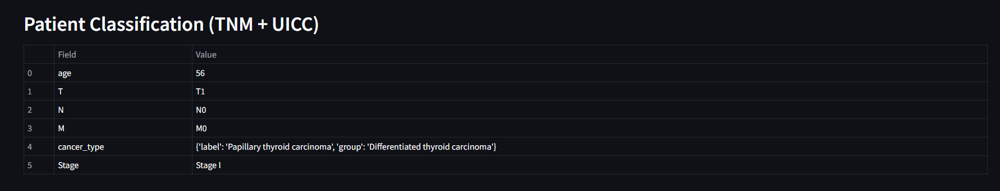 Patient Classification (TNM + UICC)
Field Value
0 age 56
1 T T1
2 N N0
3 M M0
4 cancer_type {'label': 'Papillary thyroid carcinoma', 'group': 'Differentiated thyroid carcinoma'}
5 Stage Stage I